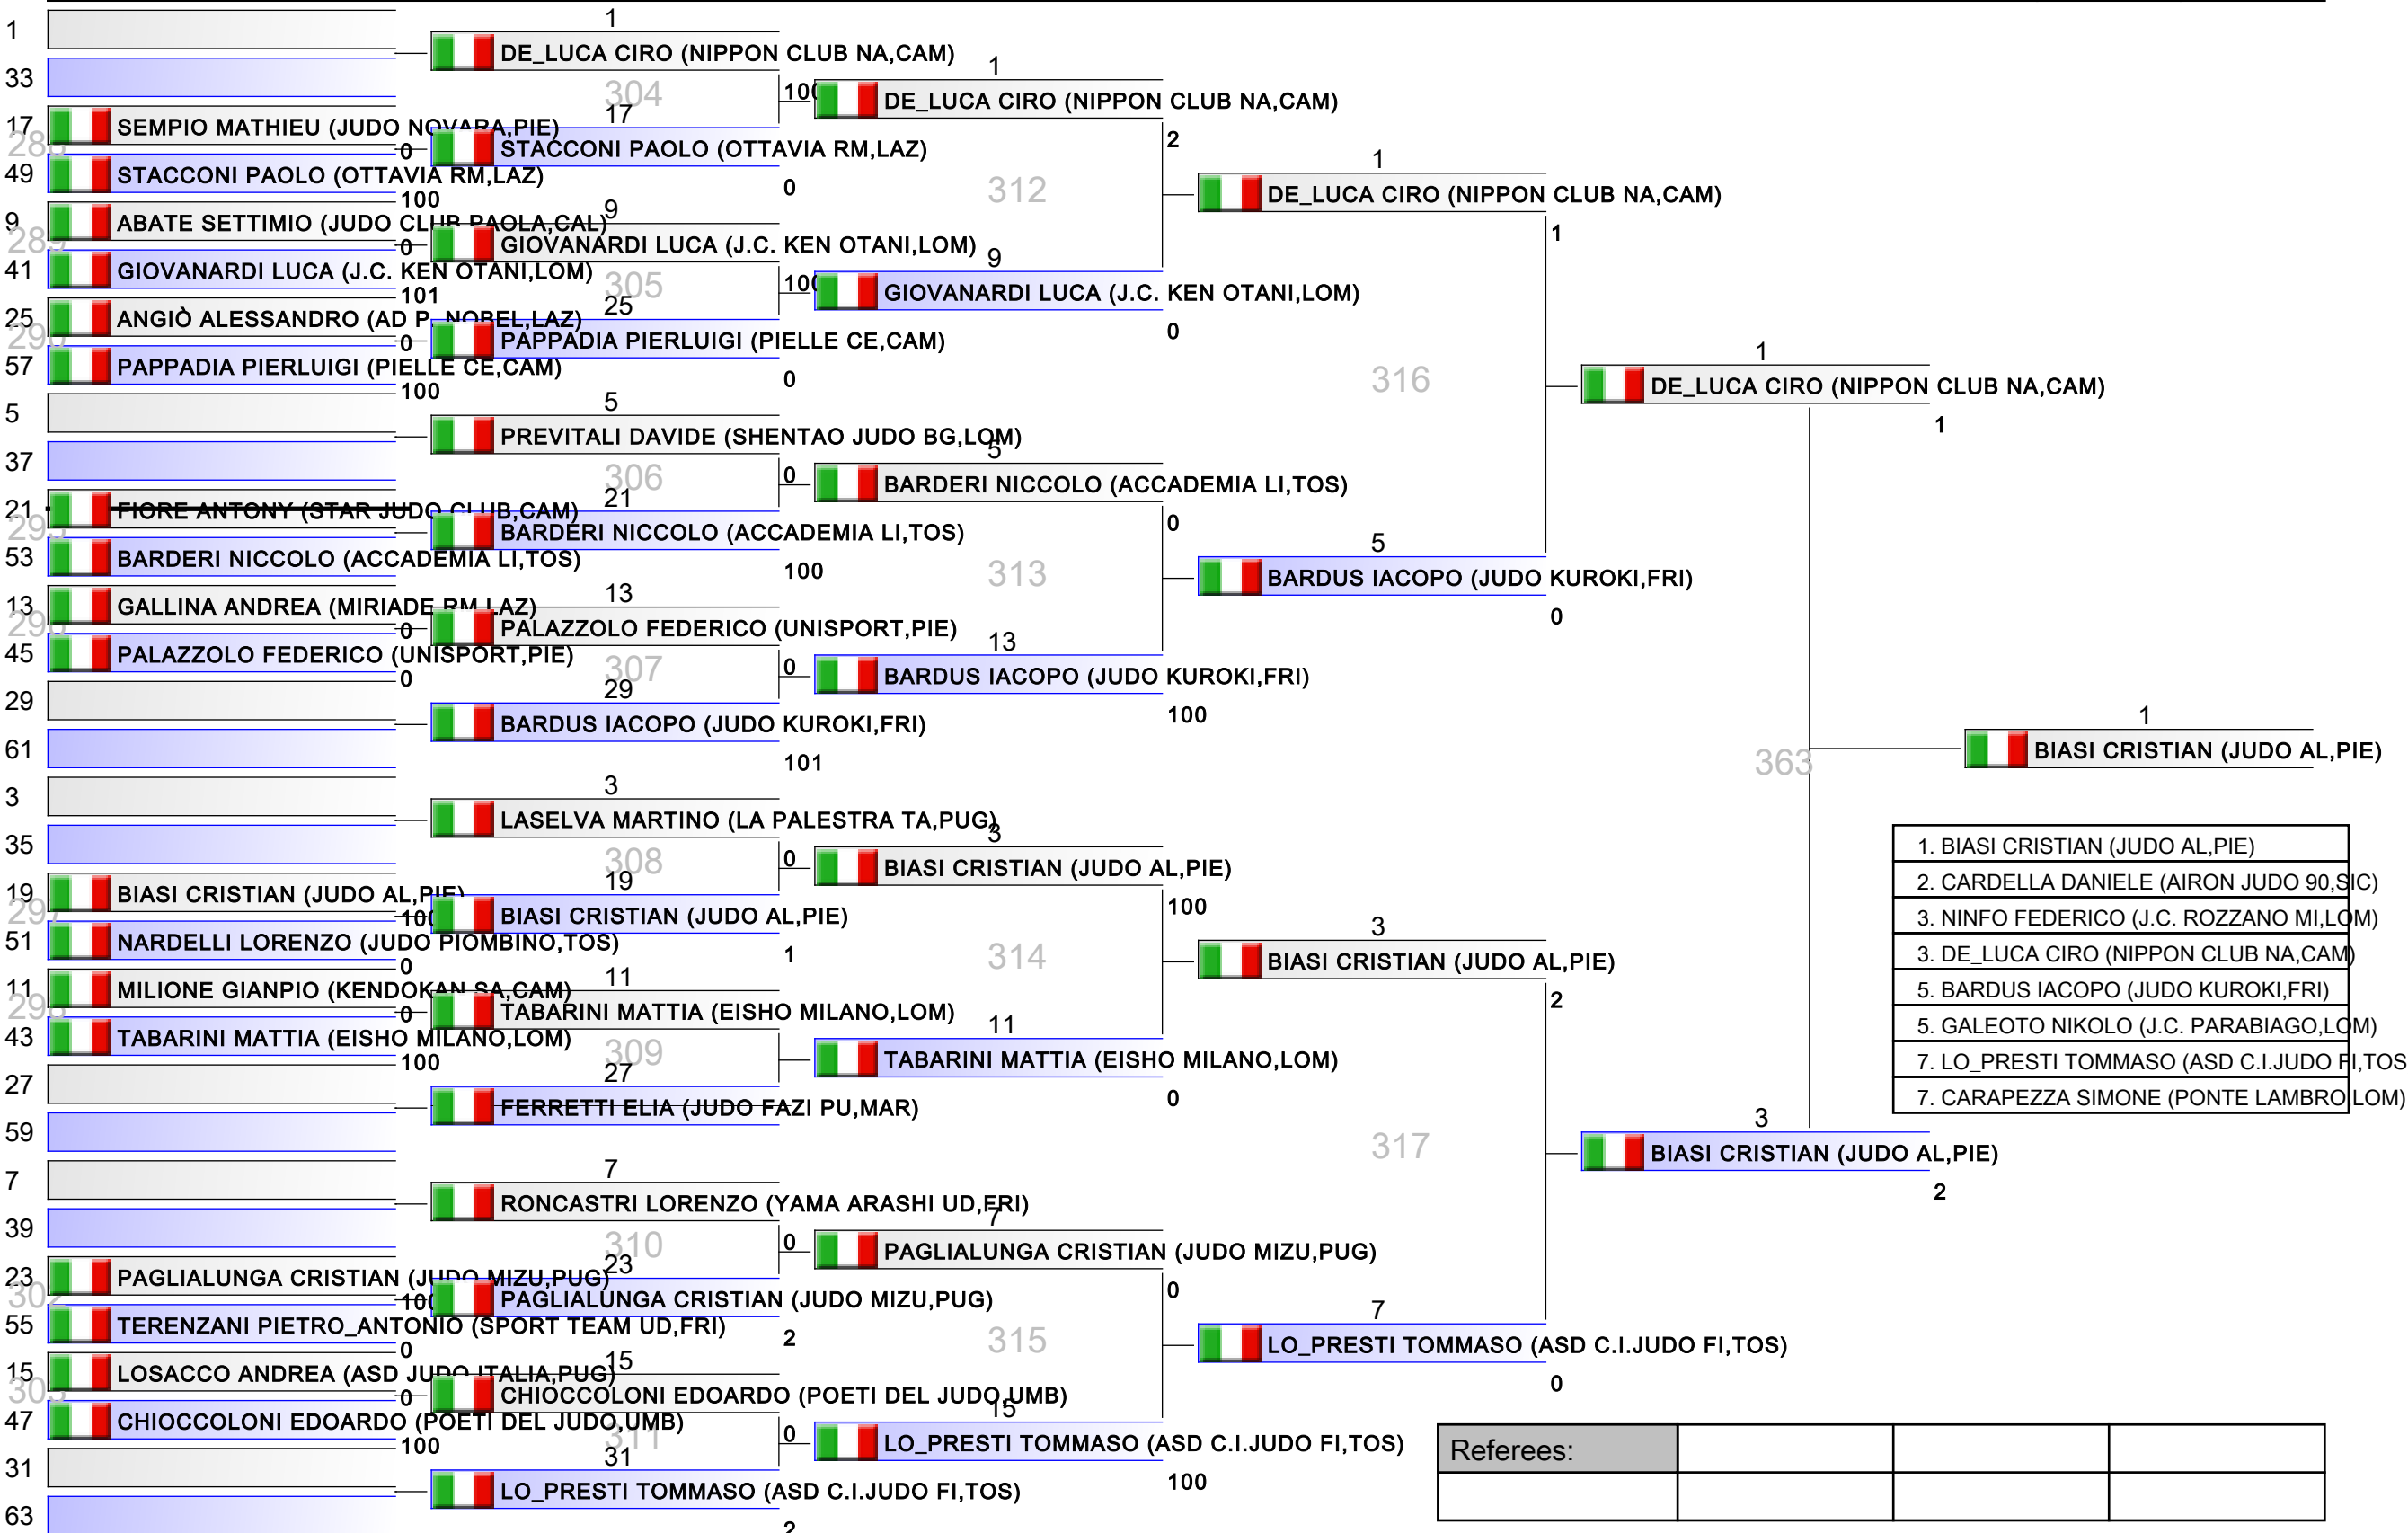 1
33
17 SEMPIO MATHIEU (JUDO NOVARA,PIE)
0
49 STACCONI PAOLO (OTTAVIA RM,LAZ)
100
9 ABATE SETTIMIO (JUDO CLUB PAOLA,CAL)
289
0
41 GIOVANARDI LUCA (J.C. KEN OTANI,LOM)
101
25 ANGIÒ ALESSANDRO (AD P. NOBEL,LAZ)
290
0
57 PAPPADIA PIERLUIGI (PIELLE CE,CAM)
100
5
37
21 FIORE ANTONY (STAR JUDO CLUB,CAM)
53 BARDERI NICCOLO (ACCADEMIA LI,TOS)
13 GALLINA ANDREA (MIRIADE RM,LAZ)
0
45 PALAZZOLO FEDERICO (UNISPORT,PIE)
0
29
61
3
35
19 BIASI CRISTIAN (JUDO AL,PIE)
297
100
51 NARDELLI LORENZO (JUDO PIOMBINO,TOS)
0
11 MILIONE GIANPIO (KENDOKAN SA,CAM)
298
0
43 TABARINI MATTIA (EISHO MILANO,LOM)
100
27
59
7
39
23 PAGLIALUNGA CRISTIAN (JUDO MIZU,PUG)
302
100
55 TERENZANI PIETRO_ANTONIO (SPORT TEAM UD,FRI)
0
15 LOSACCO ANDREA (ASD JUDO ITALIA,PUG)
303
0
47 CHIOCCOLONI EDOARDO (POETI DEL JUDO,UMB)
100
31
63
1
DE_LUCA CIRO (NIPPON CLUB NA,CAM)
304
100
17
STACCONI PAOLO (OTTAVIA RM,LAZ)
0
9
GIOVANARDI LUCA (J.C. KEN OTANI,LOM)
305
100
25
PAPPADIA PIERLUIGI (PIELLE CE,CAM)
0
5
PREVITALI DAVIDE (SHENTAO JUDO BG,LOM)
306
0
21
BARDERI NICCOLO (ACCADEMIA LI,TOS)
100
13
PALAZZOLO FEDERICO (UNISPORT,PIE)
307
0
29
BARDUS IACOPO (JUDO KUROKI,FRI)
101
3
LASELVA MARTINO (LA PALESTRA TA,PUG)
308
0
19
BIASI CRISTIAN (JUDO AL,PIE)
1
11
TABARINI MATTIA (EISHO MILANO,LOM)
309
27
FERRETTI ELIA (JUDO FAZI PU,MAR)
7
RONCASTRI LORENZO (YAMA ARASHI UD,FRI)
310
0
23
PAGLIALUNGA CRISTIAN (JUDO MIZU,PUG)
2
15
CHIOCCOLONI EDOARDO (POETI DEL JUDO,UMB)
311
0
31
LO_PRESTI TOMMASO (ASD C.I.JUDO FI,TOS)
2
1
DE_LUCA CIRO (NIPPON CLUB NA,CAM)
2
312
9
GIOVANARDI LUCA (J.C. KEN OTANI,LOM)
0
5
BARDERI NICCOLO (ACCADEMIA LI,TOS)
0
313
13
BARDUS IACOPO (JUDO KUROKI,FRI)
100
3
BIASI CRISTIAN (JUDO AL,PIE)
100
314
11
TABARINI MATTIA (EISHO MILANO,LOM)
0
7
PAGLIALUNGA CRISTIAN (JUDO MIZU,PUG)
0
315
15
LO_PRESTI TOMMASO (ASD C.I.JUDO FI,TOS)
100
1
DE_LUCA CIRO (NIPPON CLUB NA,CAM)
1
316
5
BARDUS IACOPO (JUDO KUROKI,FRI)
0
3
BIASI CRISTIAN (JUDO AL,PIE)
2
317
7
LO_PRESTI TOMMASO (ASD C.I.JUDO FI,TOS)
0
1
DE_LUCA CIRO (NIPPON CLUB NA,CAM)
1
363
3
BIASI CRISTIAN (JUDO AL,PIE)
2
1
BIASI CRISTIAN (JUDO AL,PIE)
1. BIASI CRISTIAN (JUDO AL,PIE)
2. CARDELLA DANIELE (AIRON JUDO 90,SIC)
3. NINFO FEDERICO (J.C. ROZZANO MI,LOM)
3. DE_LUCA CIRO (NIPPON CLUB NA,CAM)
5. BARDUS IACOPO (JUDO KUROKI,FRI)
5. GALEOTO NIKOLO (J.C. PARABIAGO,LOM)
7. LO_PRESTI TOMMASO (ASD C.I.JUDO FI,TOS
7. CARAPEZZA SIMONE (PONTE LAMBRO,LOM)
Referees: